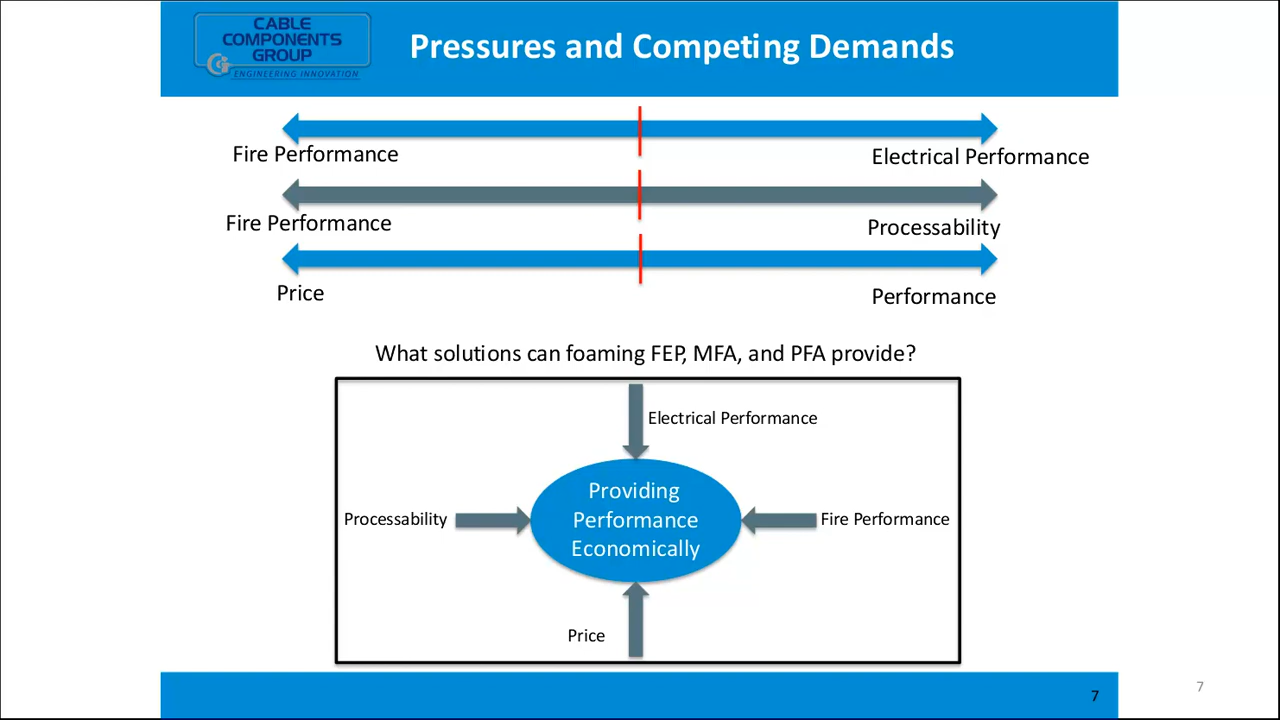 CABLE
COMPONENTS
GROUP
ENGINEERING INNOVATION
Pressures and Competing Demands
Fire Performance
Electrical Performance
Fire Performance
Processability
Price
Performance
What solutions can foaming FEP, MFA, and PFA provide?
Electrical Performance
Providing
Performance
Economically
Processability
Fire Performance
Price
7
7